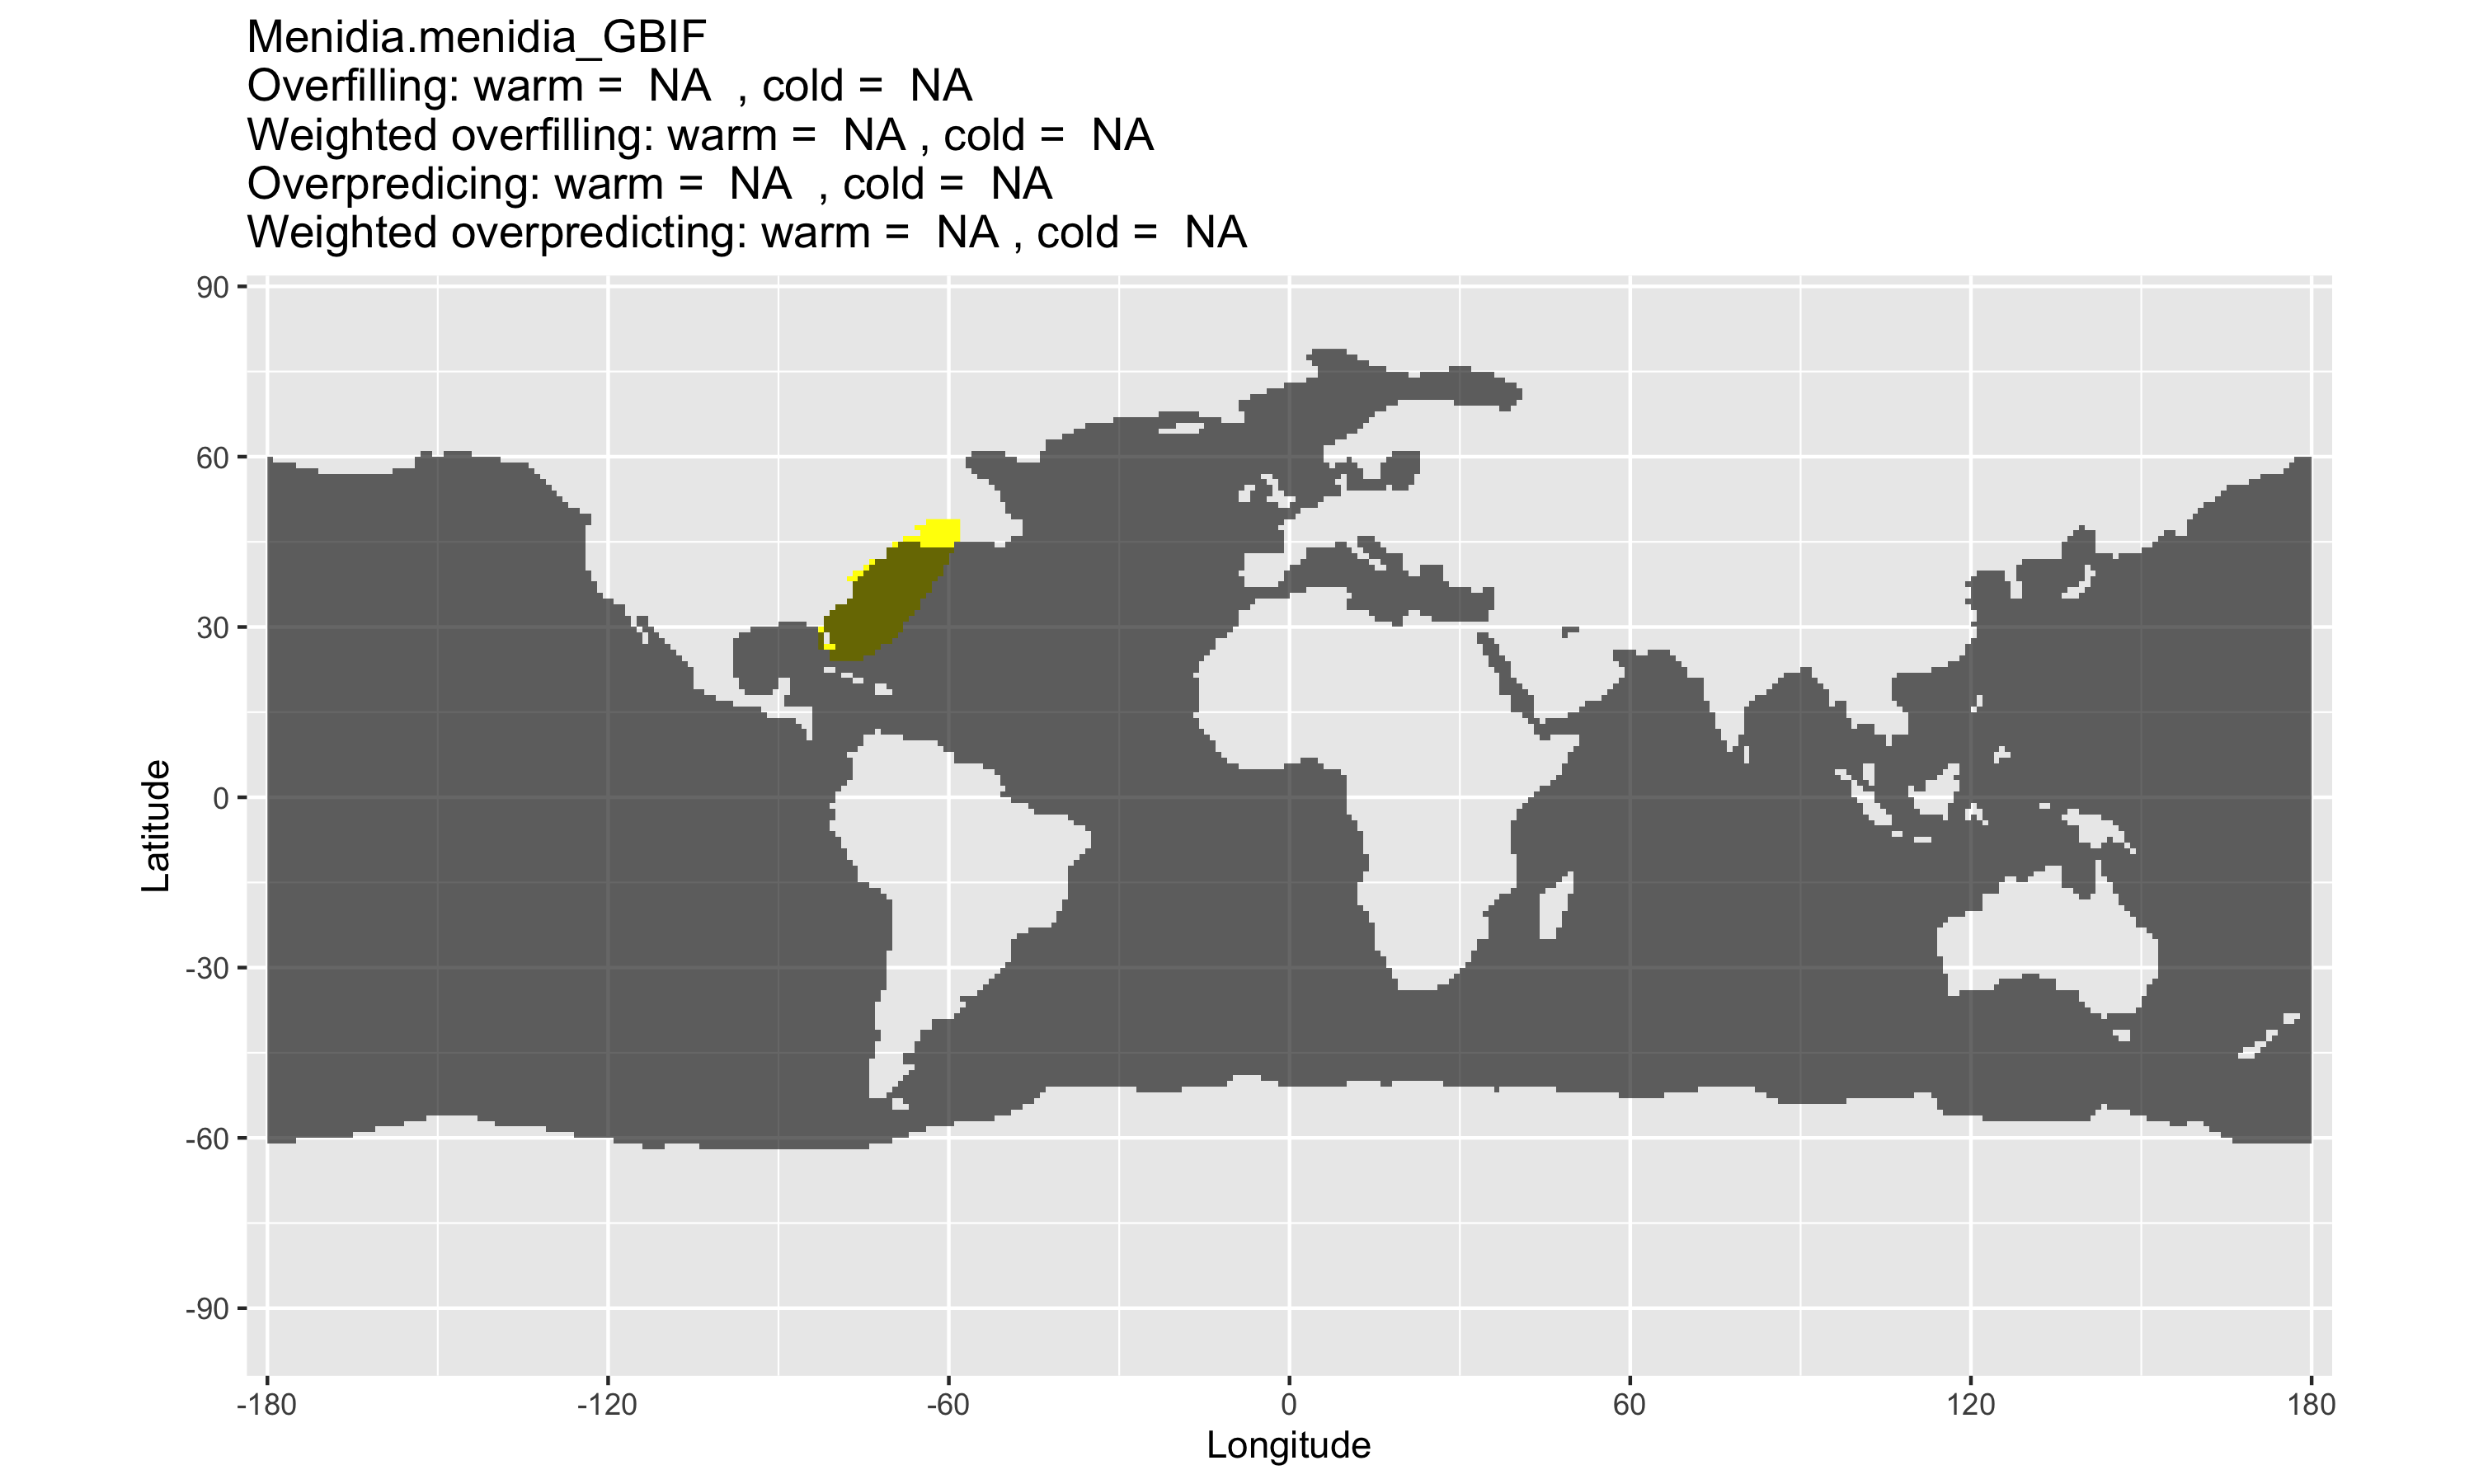 Menidia.menidia_GBIF
Overfilling: warm =  NA  , cold =  NA
Weighted overfilling: warm =  NA , cold =  NA
Overpredicing: warm =  NA  , cold =  NA
Weighted overpredicting: warm =  NA , cold =  NA
90
60
30
0
-30
-60
-90
Latitude
-180 -120 -60 0 60 120 180
Longitude